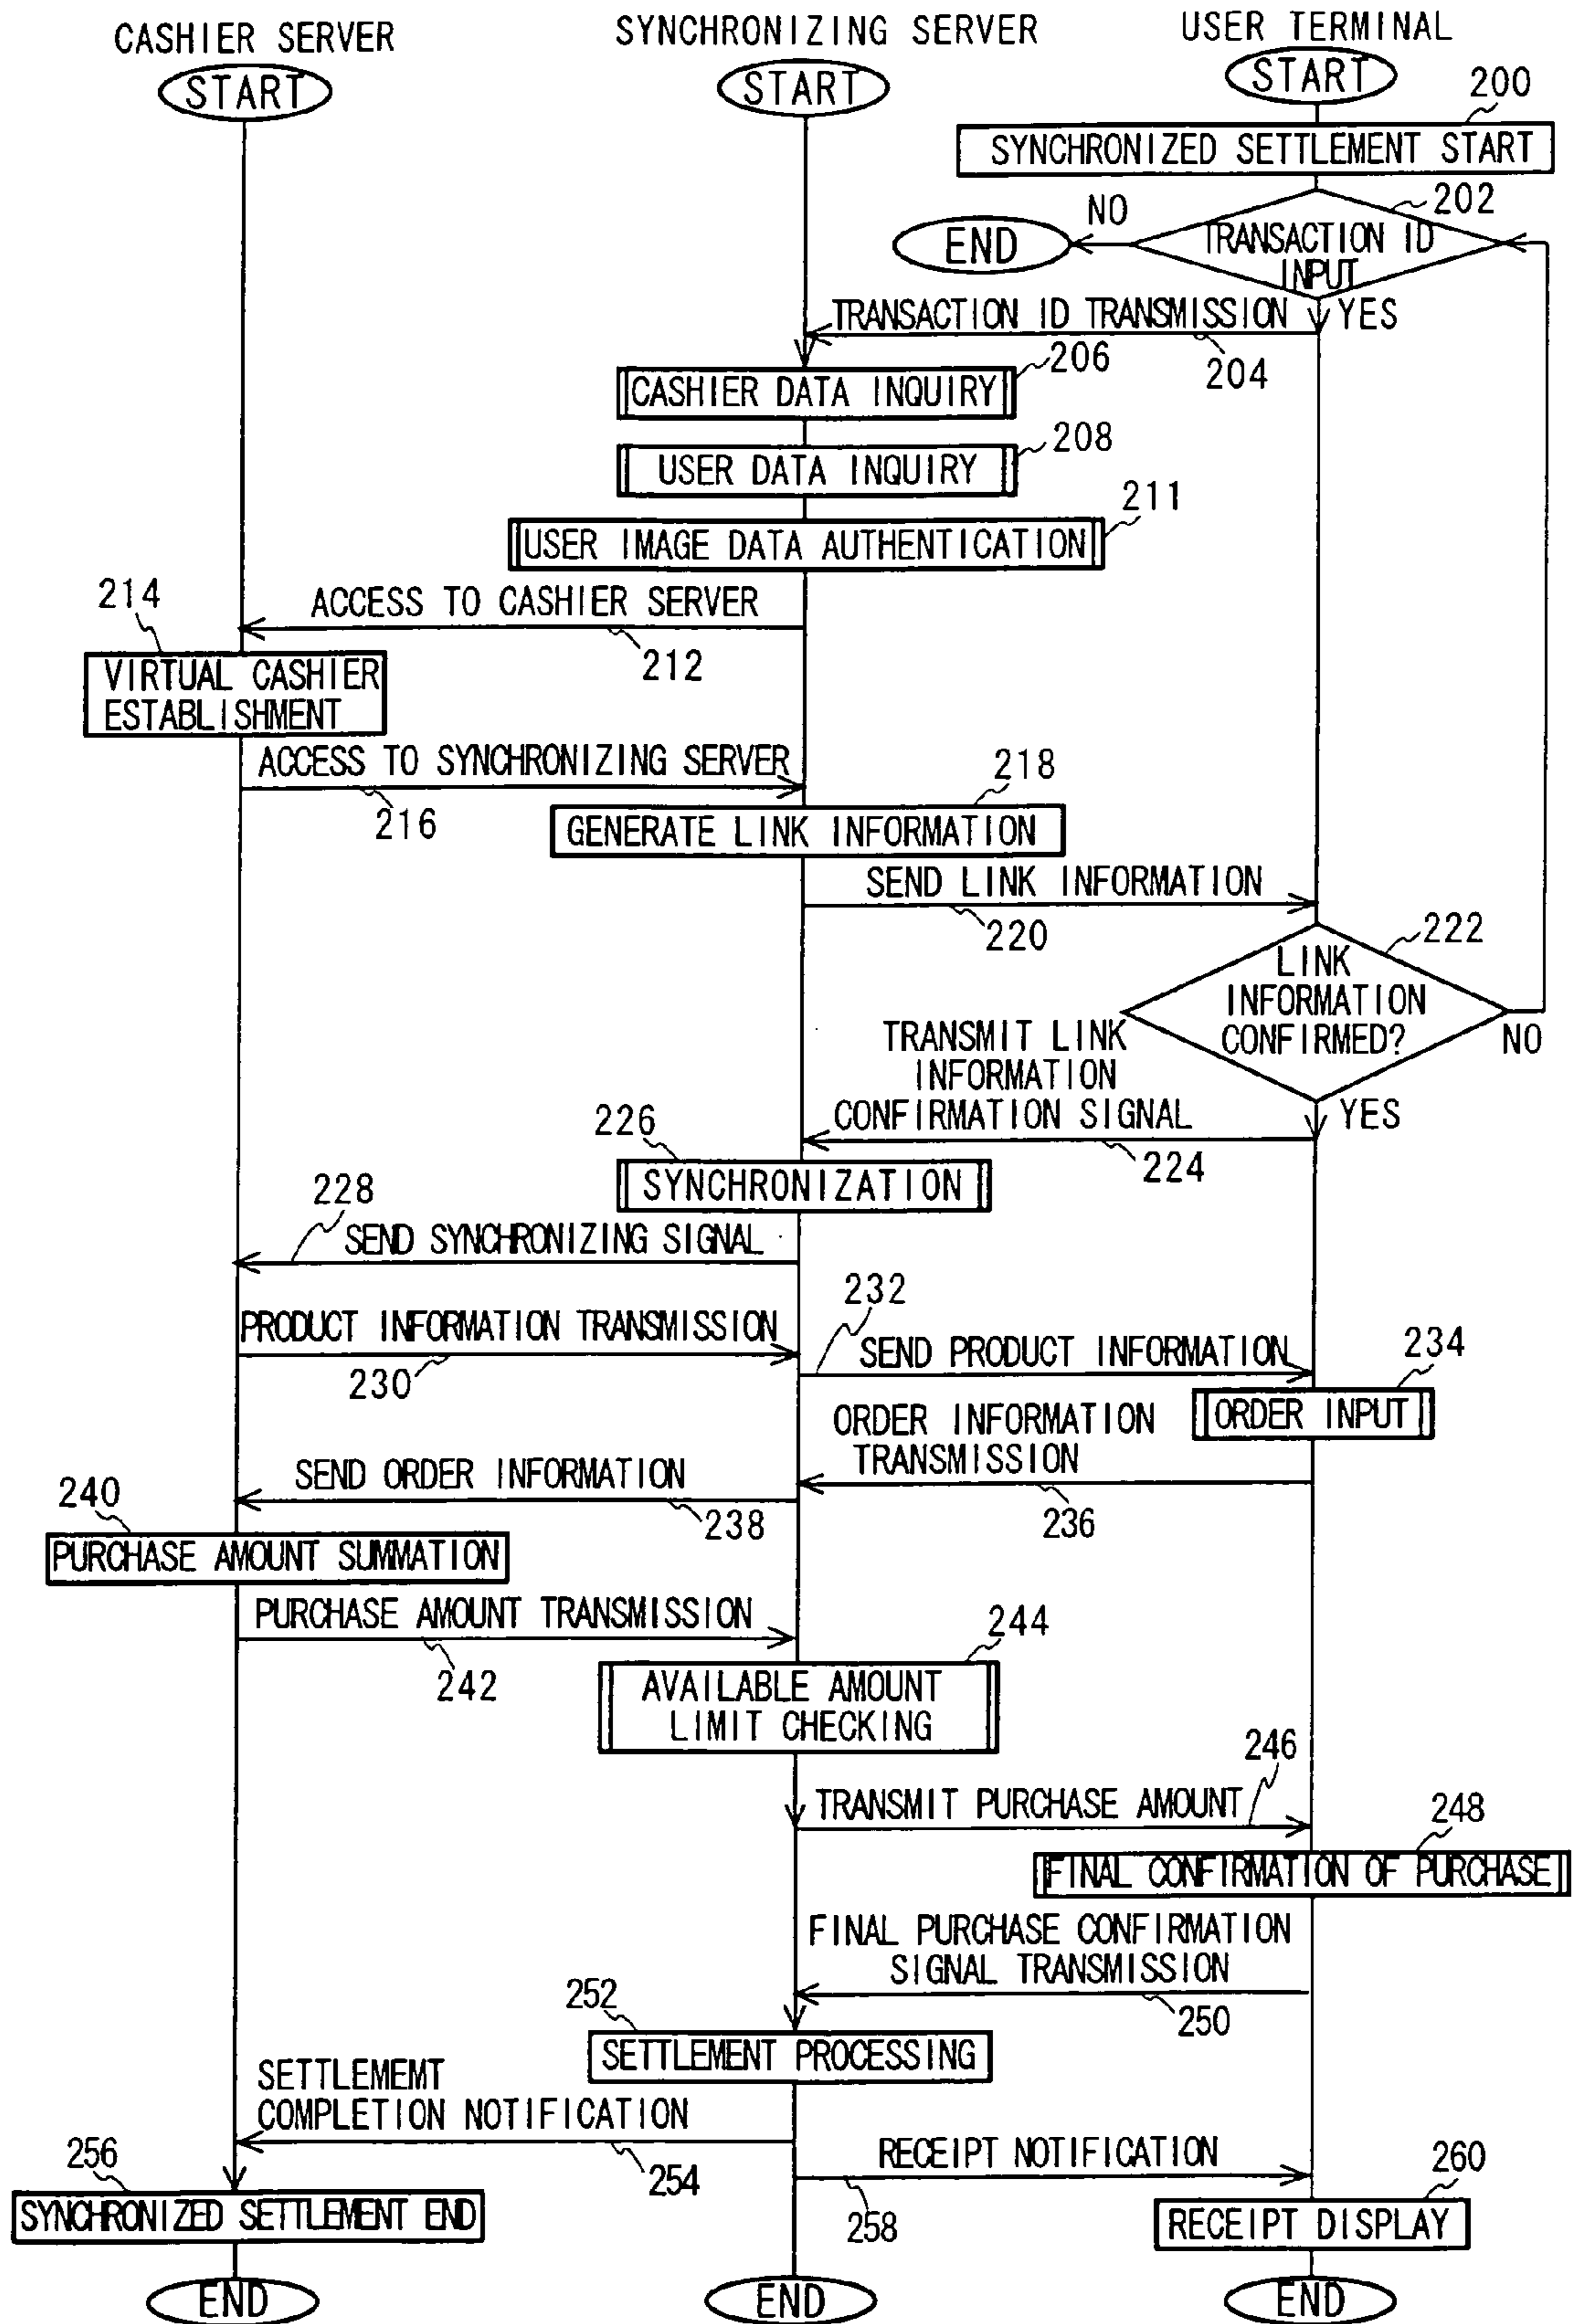 CASHIER SERVER
SYNCHRONIZING SERVER
USER TERMINAL
START
START
START
200
SYNCHRONIZED SETTLEMENT START
202
NO
END
TRANSACTION ID
INPUT
TRANSACTION ID TRANSMISSION
YES
204
206
CASHIER DATA INQUIRY
208
USER DATA INQUIRY
211
USER IMAGE DATA AUTHENTICATION
214
ACCESS TO CASHIER SERVER
212
VIRTUAL CASHIER
ESTABLISHMENT
ACCESS TO SYNCHRONIZING SERVER
216
218
GENERATE LINK INFORMATION
SEND LINK INFORMATION
220
222
LINK
INFORMATION
CONFIRMED?
NO
TRANSMIT LINK
INFORMATION
CONFIRMATION SIGNAL
YES
224
226
SYNCHRONIZATION
228
SEND SYNCHRONIZING SIGNAL
PRODUCT INFORMATION TRANSMISSION
230
232
SEND PRODUCT INFORMATION
234
ORDER INPUT
ORDER INFORMATION
TRANSMISSION
236
SEND ORDER INFORMATION
238
240
PURCHASE AMOUNT SUMMATION
PURCHASE AMOUNT TRANSMISSION
242
244
AVAILABLE AMOUNT
LIMIT CHECKING
246
TRANSMIT PURCHASE AMOUNT
248
FINAL CONFIRMATION OF PURCHASE
FINAL PURCHASE CONFIRMATION
SIGNAL TRANSMISSION
250
252
SETTLEMENT PROCESSING
SETTLEMEMT
COMPLETION NOTIFICATION
254
256
SYNCHRONIZED SETTLEMENT END
RECEIPT NOTIFICATION
258
260
RECEIPT DISPLAY
END
END
END